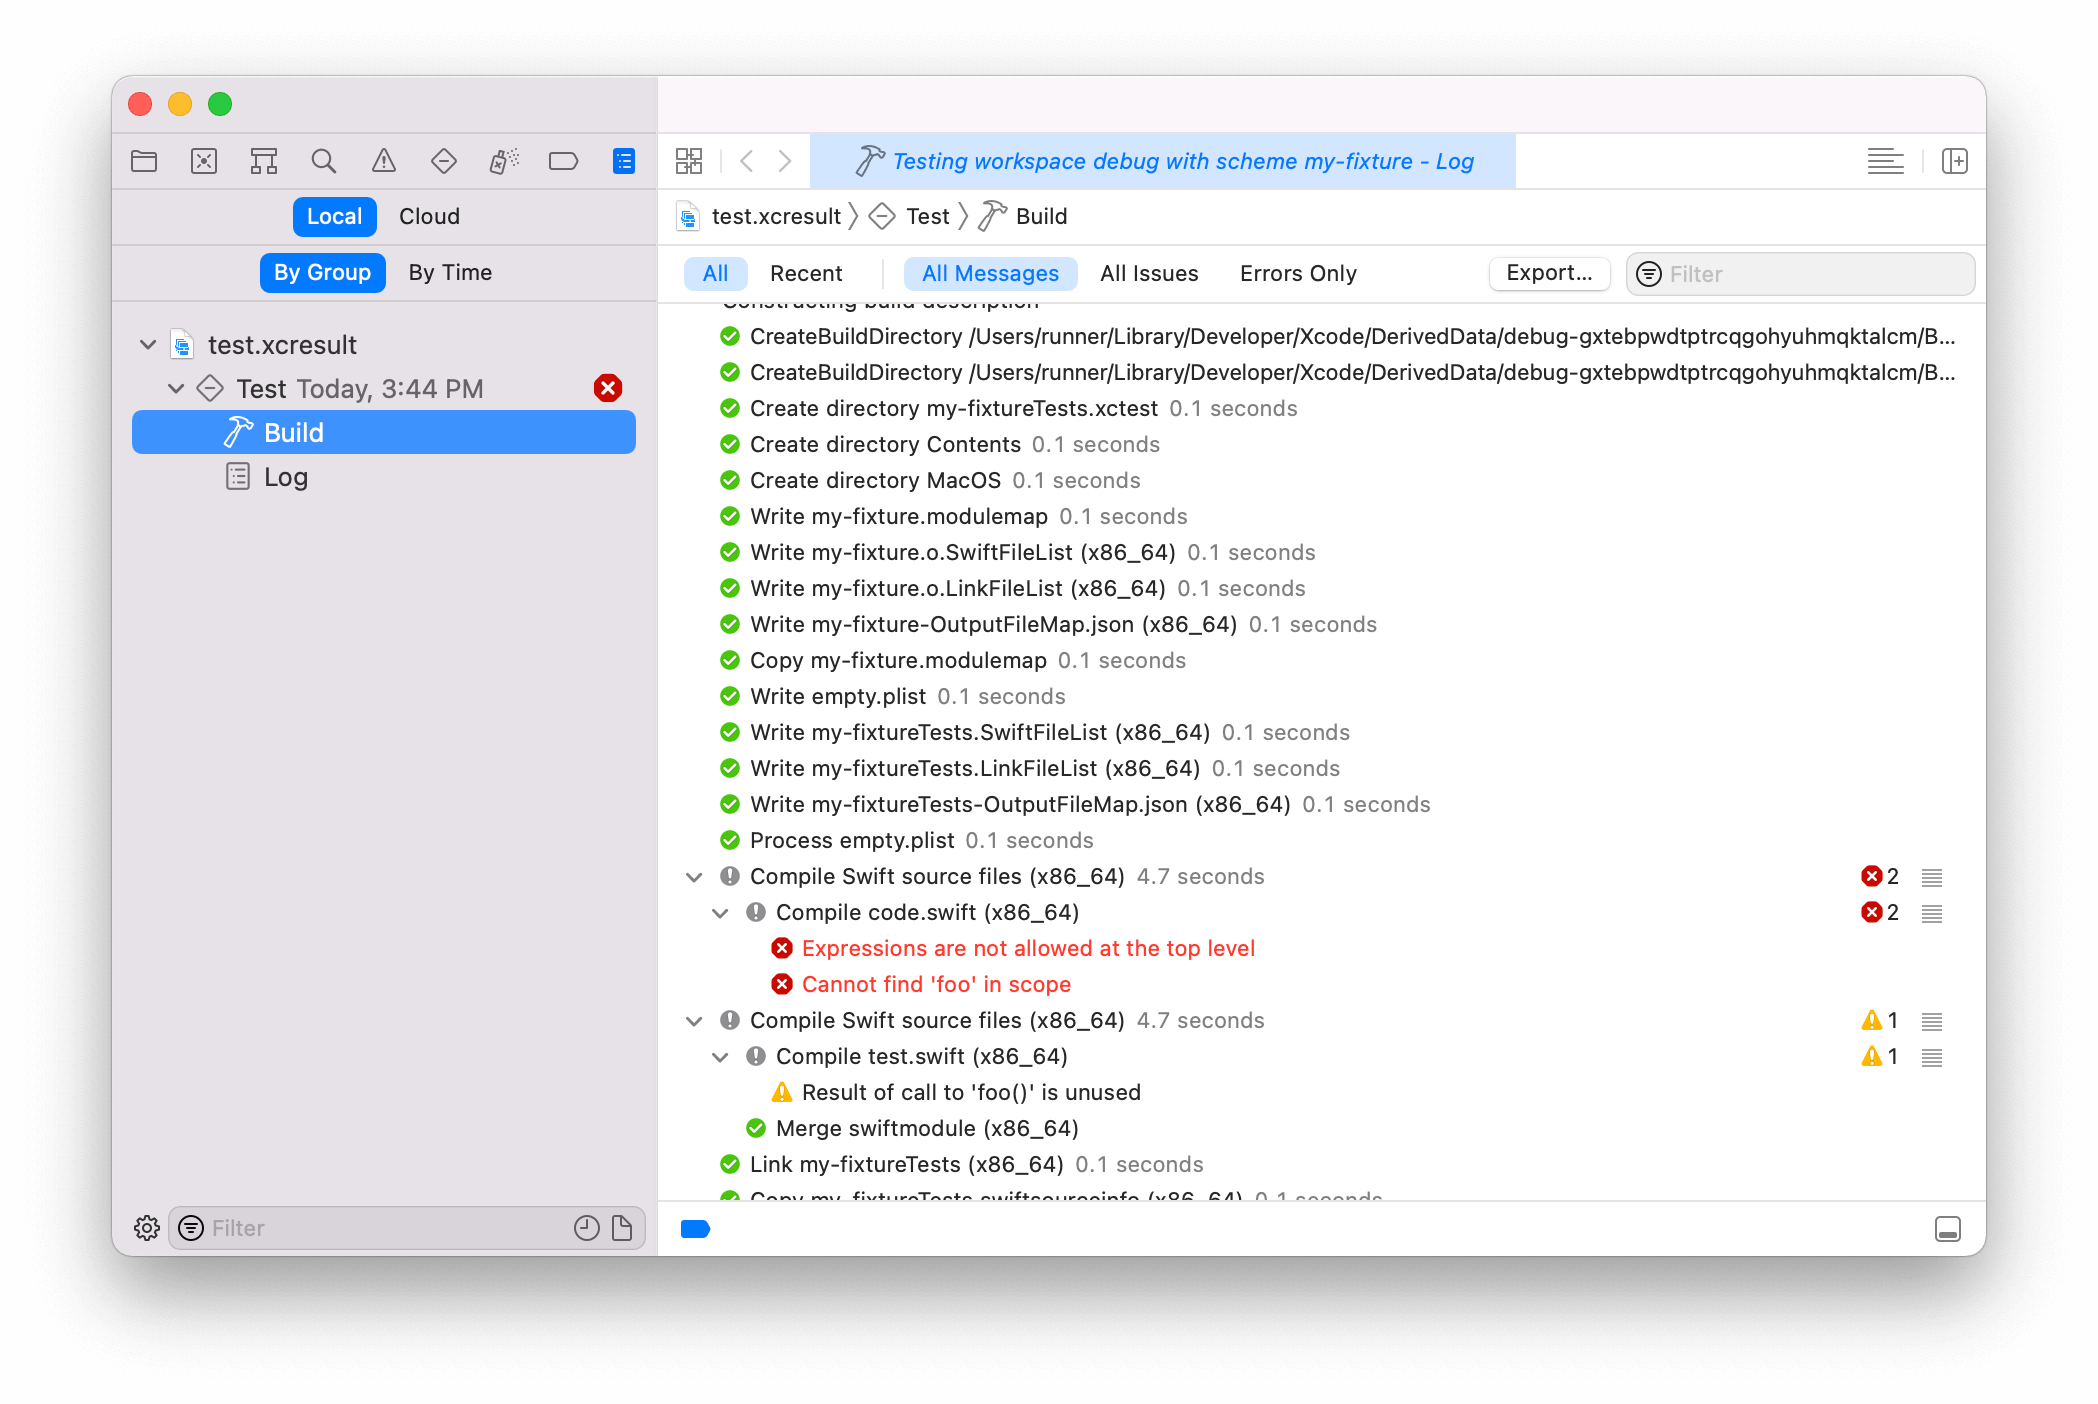 Testing workspace debug with scheme my-fixture - Log
Local Cloud
test.xcresult Test Build
By Group By Time
All Recent All Messages All Issues Errors Only Export... Filter
test.xcresult
Test Today, 3:44 PM
Build
Log
Constructing build description
CreateBuildDirectory /Users/runner/Library/Developer/Xcode/DerivedData/debug-gxtebpwdtptrcqgohyuhmqktalcm/B...
CreateBuildDirectory /Users/runner/Library/Developer/Xcode/DerivedData/debug-gxtebpwdtptrcqgohyuhmqktalcm/B...
Create directory my-fixtureTests.xctest 0.1 seconds
Create directory Contents 0.1 seconds
Create directory MacOS 0.1 seconds
Write my-fixture.modulemap 0.1 seconds
Write my-fixture.o.SwiftFileList (x86_64) 0.1 seconds
Write my-fixture.o.LinkFileList (x86_64) 0.1 seconds
Write my-fixture-OutputFileMap.json (x86_64) 0.1 seconds
Copy my-fixture.modulemap 0.1 seconds
Write empty.plist 0.1 seconds
Write my-fixtureTests.SwiftFileList (x86_64) 0.1 seconds
Write my-fixtureTests.LinkFileList (x86_64) 0.1 seconds
Write my-fixtureTests-OutputFileMap.json (x86_64) 0.1 seconds
Process empty.plist 0.1 seconds
Compile Swift source files (x86_64) 4.7 seconds 2
Compile code.swift (x86_64) 2
Expressions are not allowed at the top level
Cannot find 'foo' in scope
Compile Swift source files (x86_64) 4.7 seconds 1
Compile test.swift (x86_64) 1
Result of call to 'foo()' is unused
Merge swiftmodule (x86_64)
Link my-fixtureTests (x86_64) 0.1 seconds
Copy my-fixtureTests.swiftsourceinfo (x86_64) 0.1 seconds
Filter